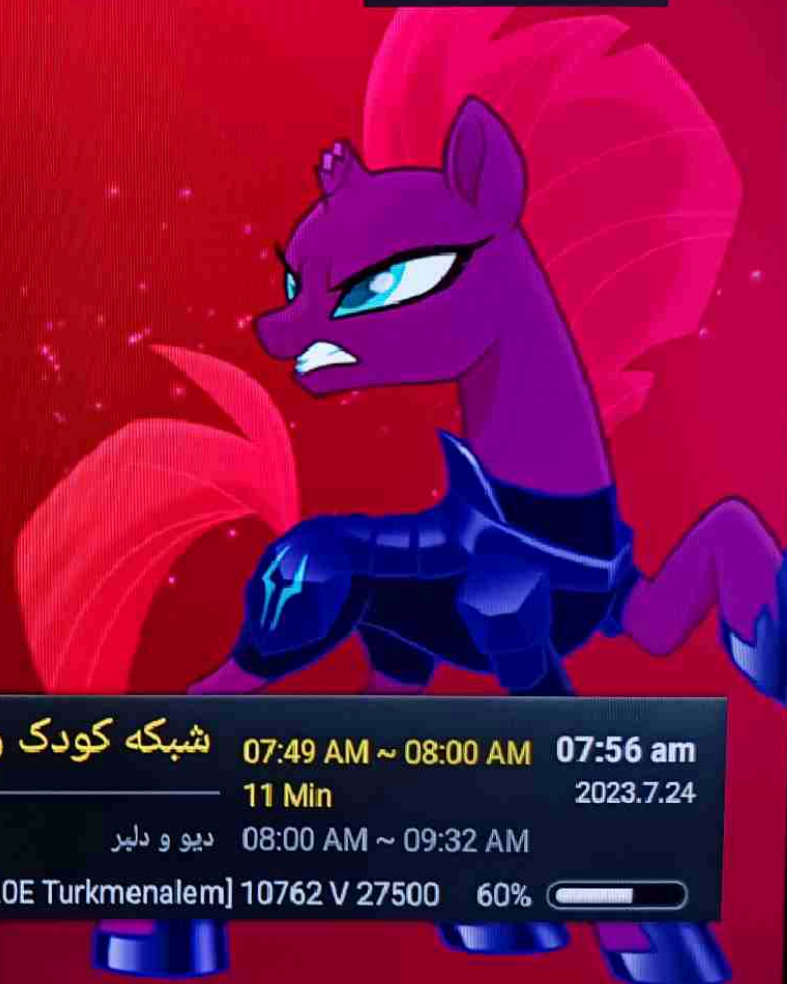 شبکه کودک 07:49 AM ~ 08:00 AM 07:56 am
11 Min 2023.7.24
دیو و دلبر 08:00 AM ~ 09:32 AM
0E Turkmenalem] 10762 V 27500 60%